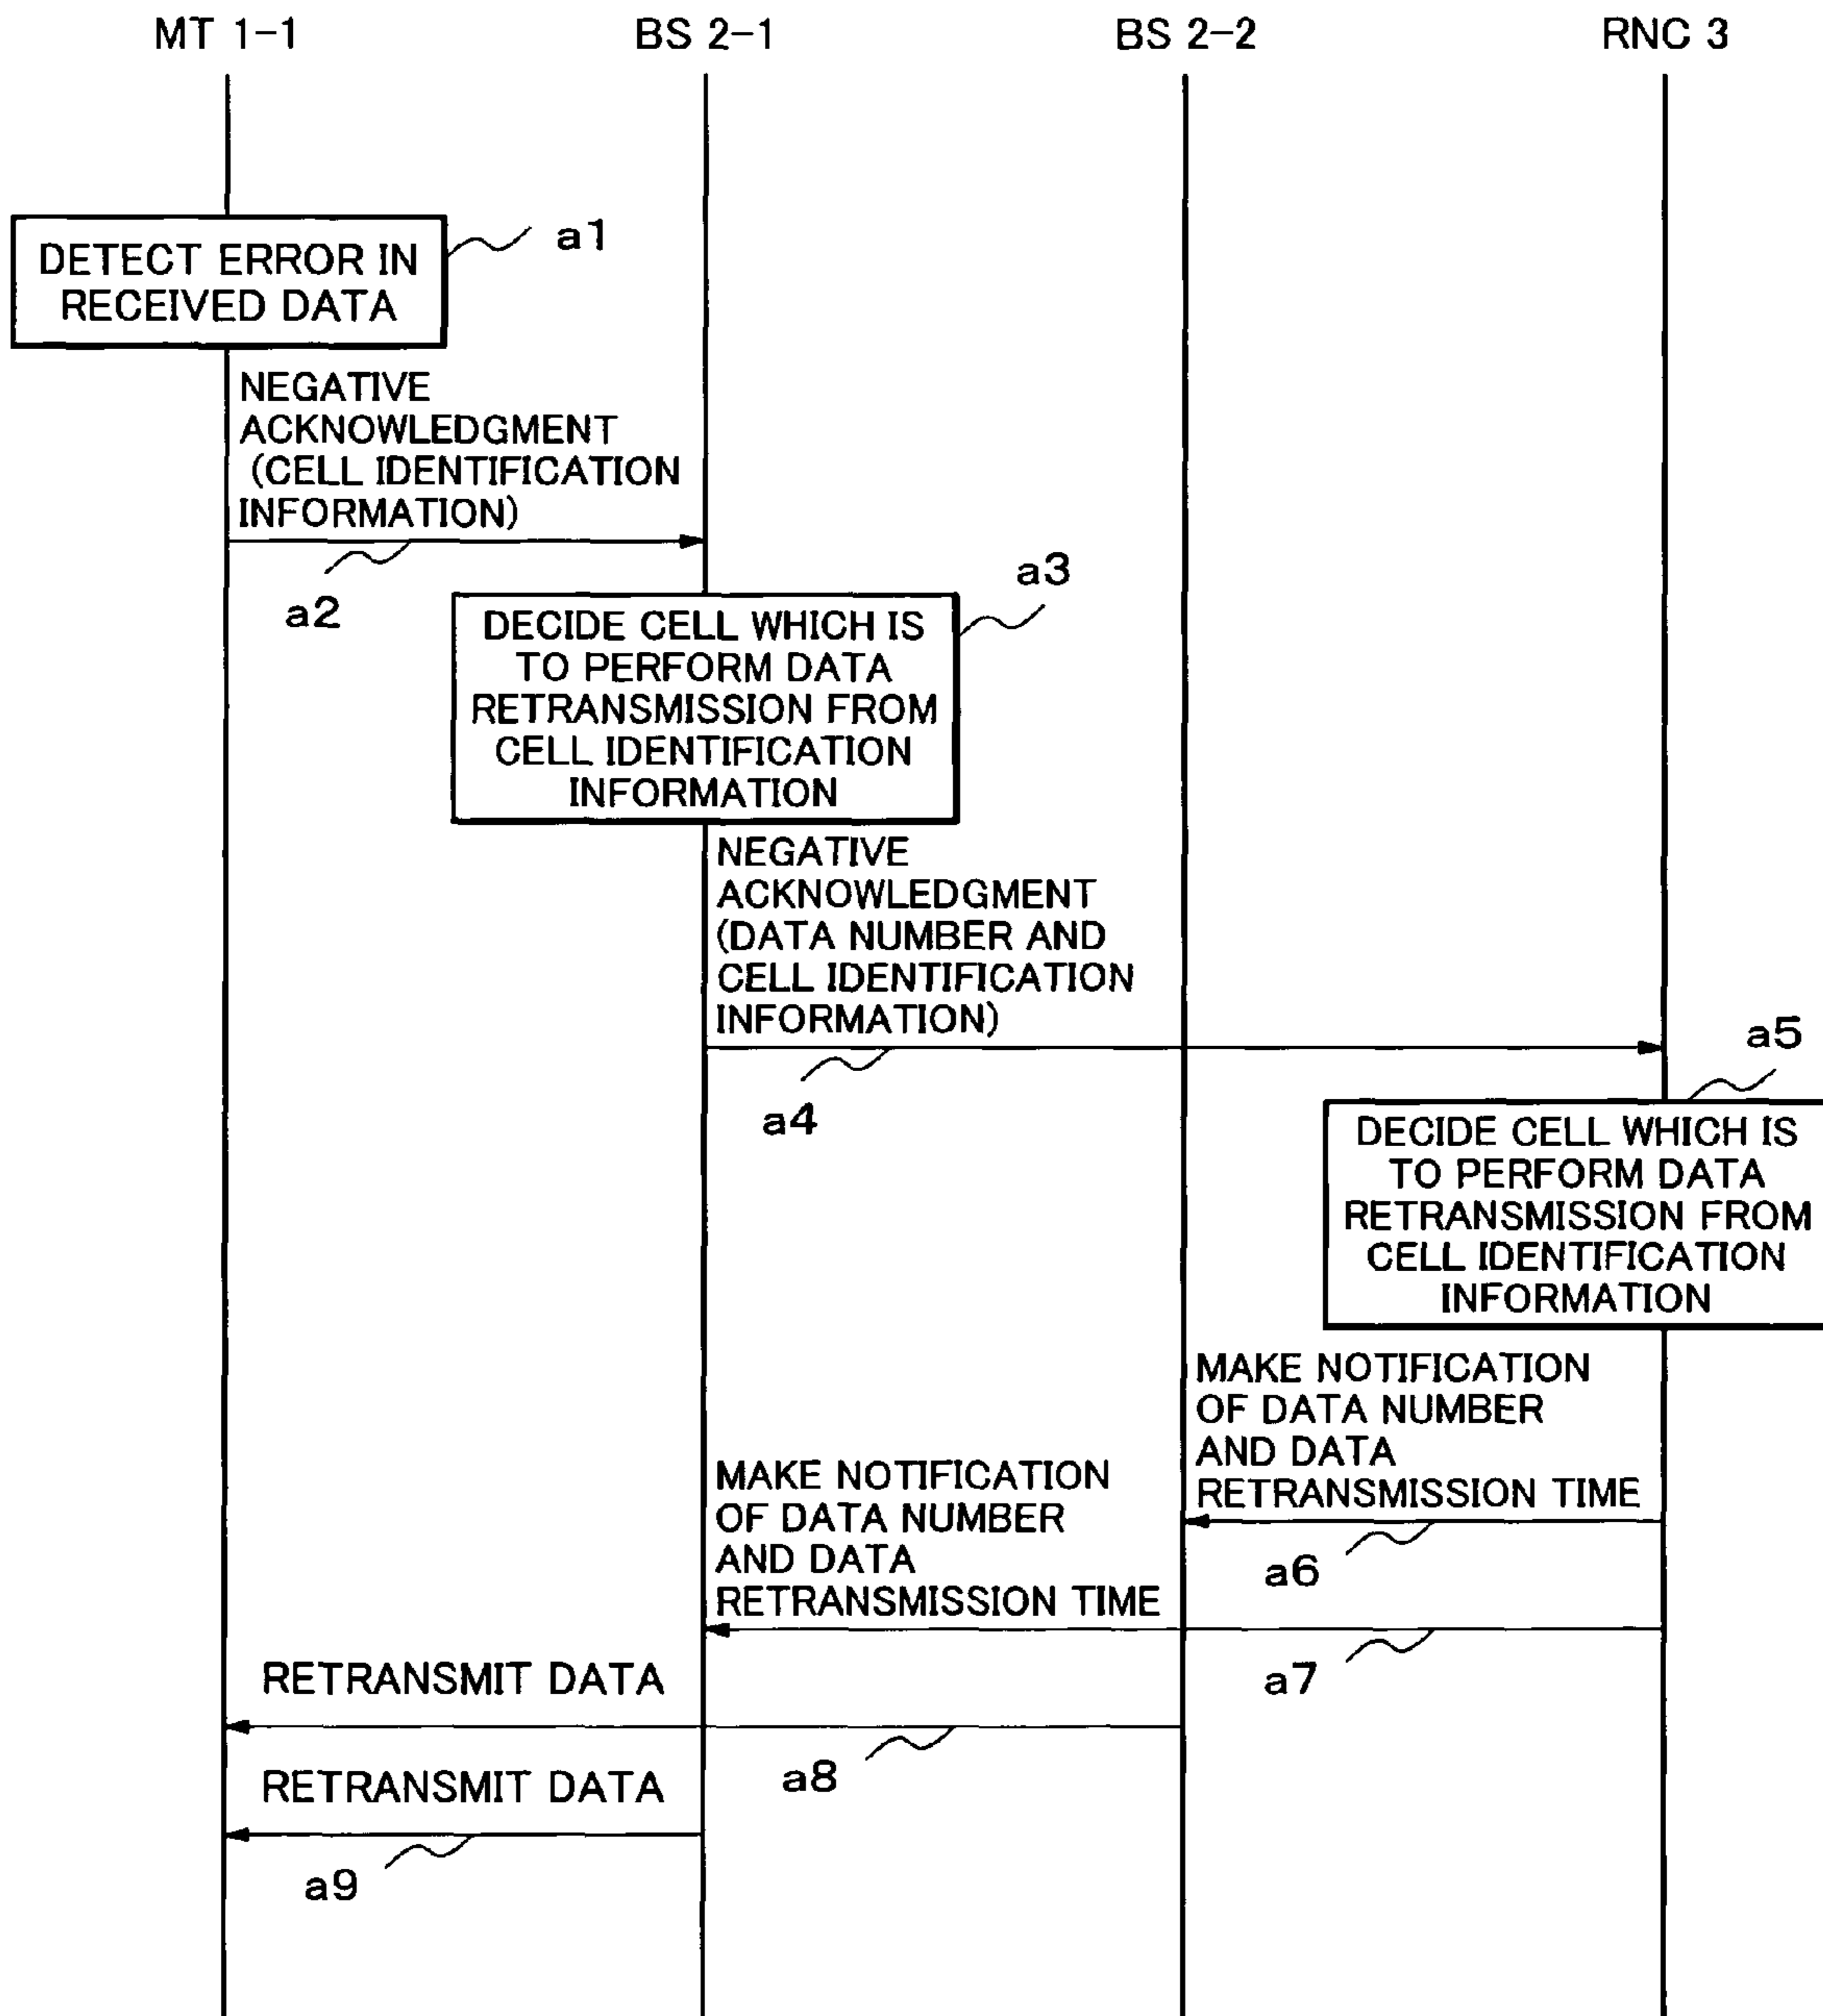 MT 1-1
BS 2-1
BS 2-2
RNC 3
DETECT ERROR IN
RECEIVED DATA
a1
NEGATIVE
ACKNOWLEDGMENT
(CELL IDENTIFICATION
INFORMATION)
a2
a3
DECIDE CELL WHICH IS
TO PERFORM DATA
RETRANSMISSION FROM
CELL IDENTIFICATION
INFORMATION
NEGATIVE
ACKNOWLEDGMENT
(DATA NUMBER AND
CELL IDENTIFICATION
INFORMATION)
a4
a5
DECIDE CELL WHICH IS
TO PERFORM DATA
RETRANSMISSION FROM
CELL IDENTIFICATION
INFORMATION
MAKE NOTIFICATION
OF DATA NUMBER
AND DATA
RETRANSMISSION TIME
a6
MAKE NOTIFICATION
OF DATA NUMBER
AND DATA
RETRANSMISSION TIME
a7
RETRANSMIT DATA
a8
RETRANSMIT DATA
a9